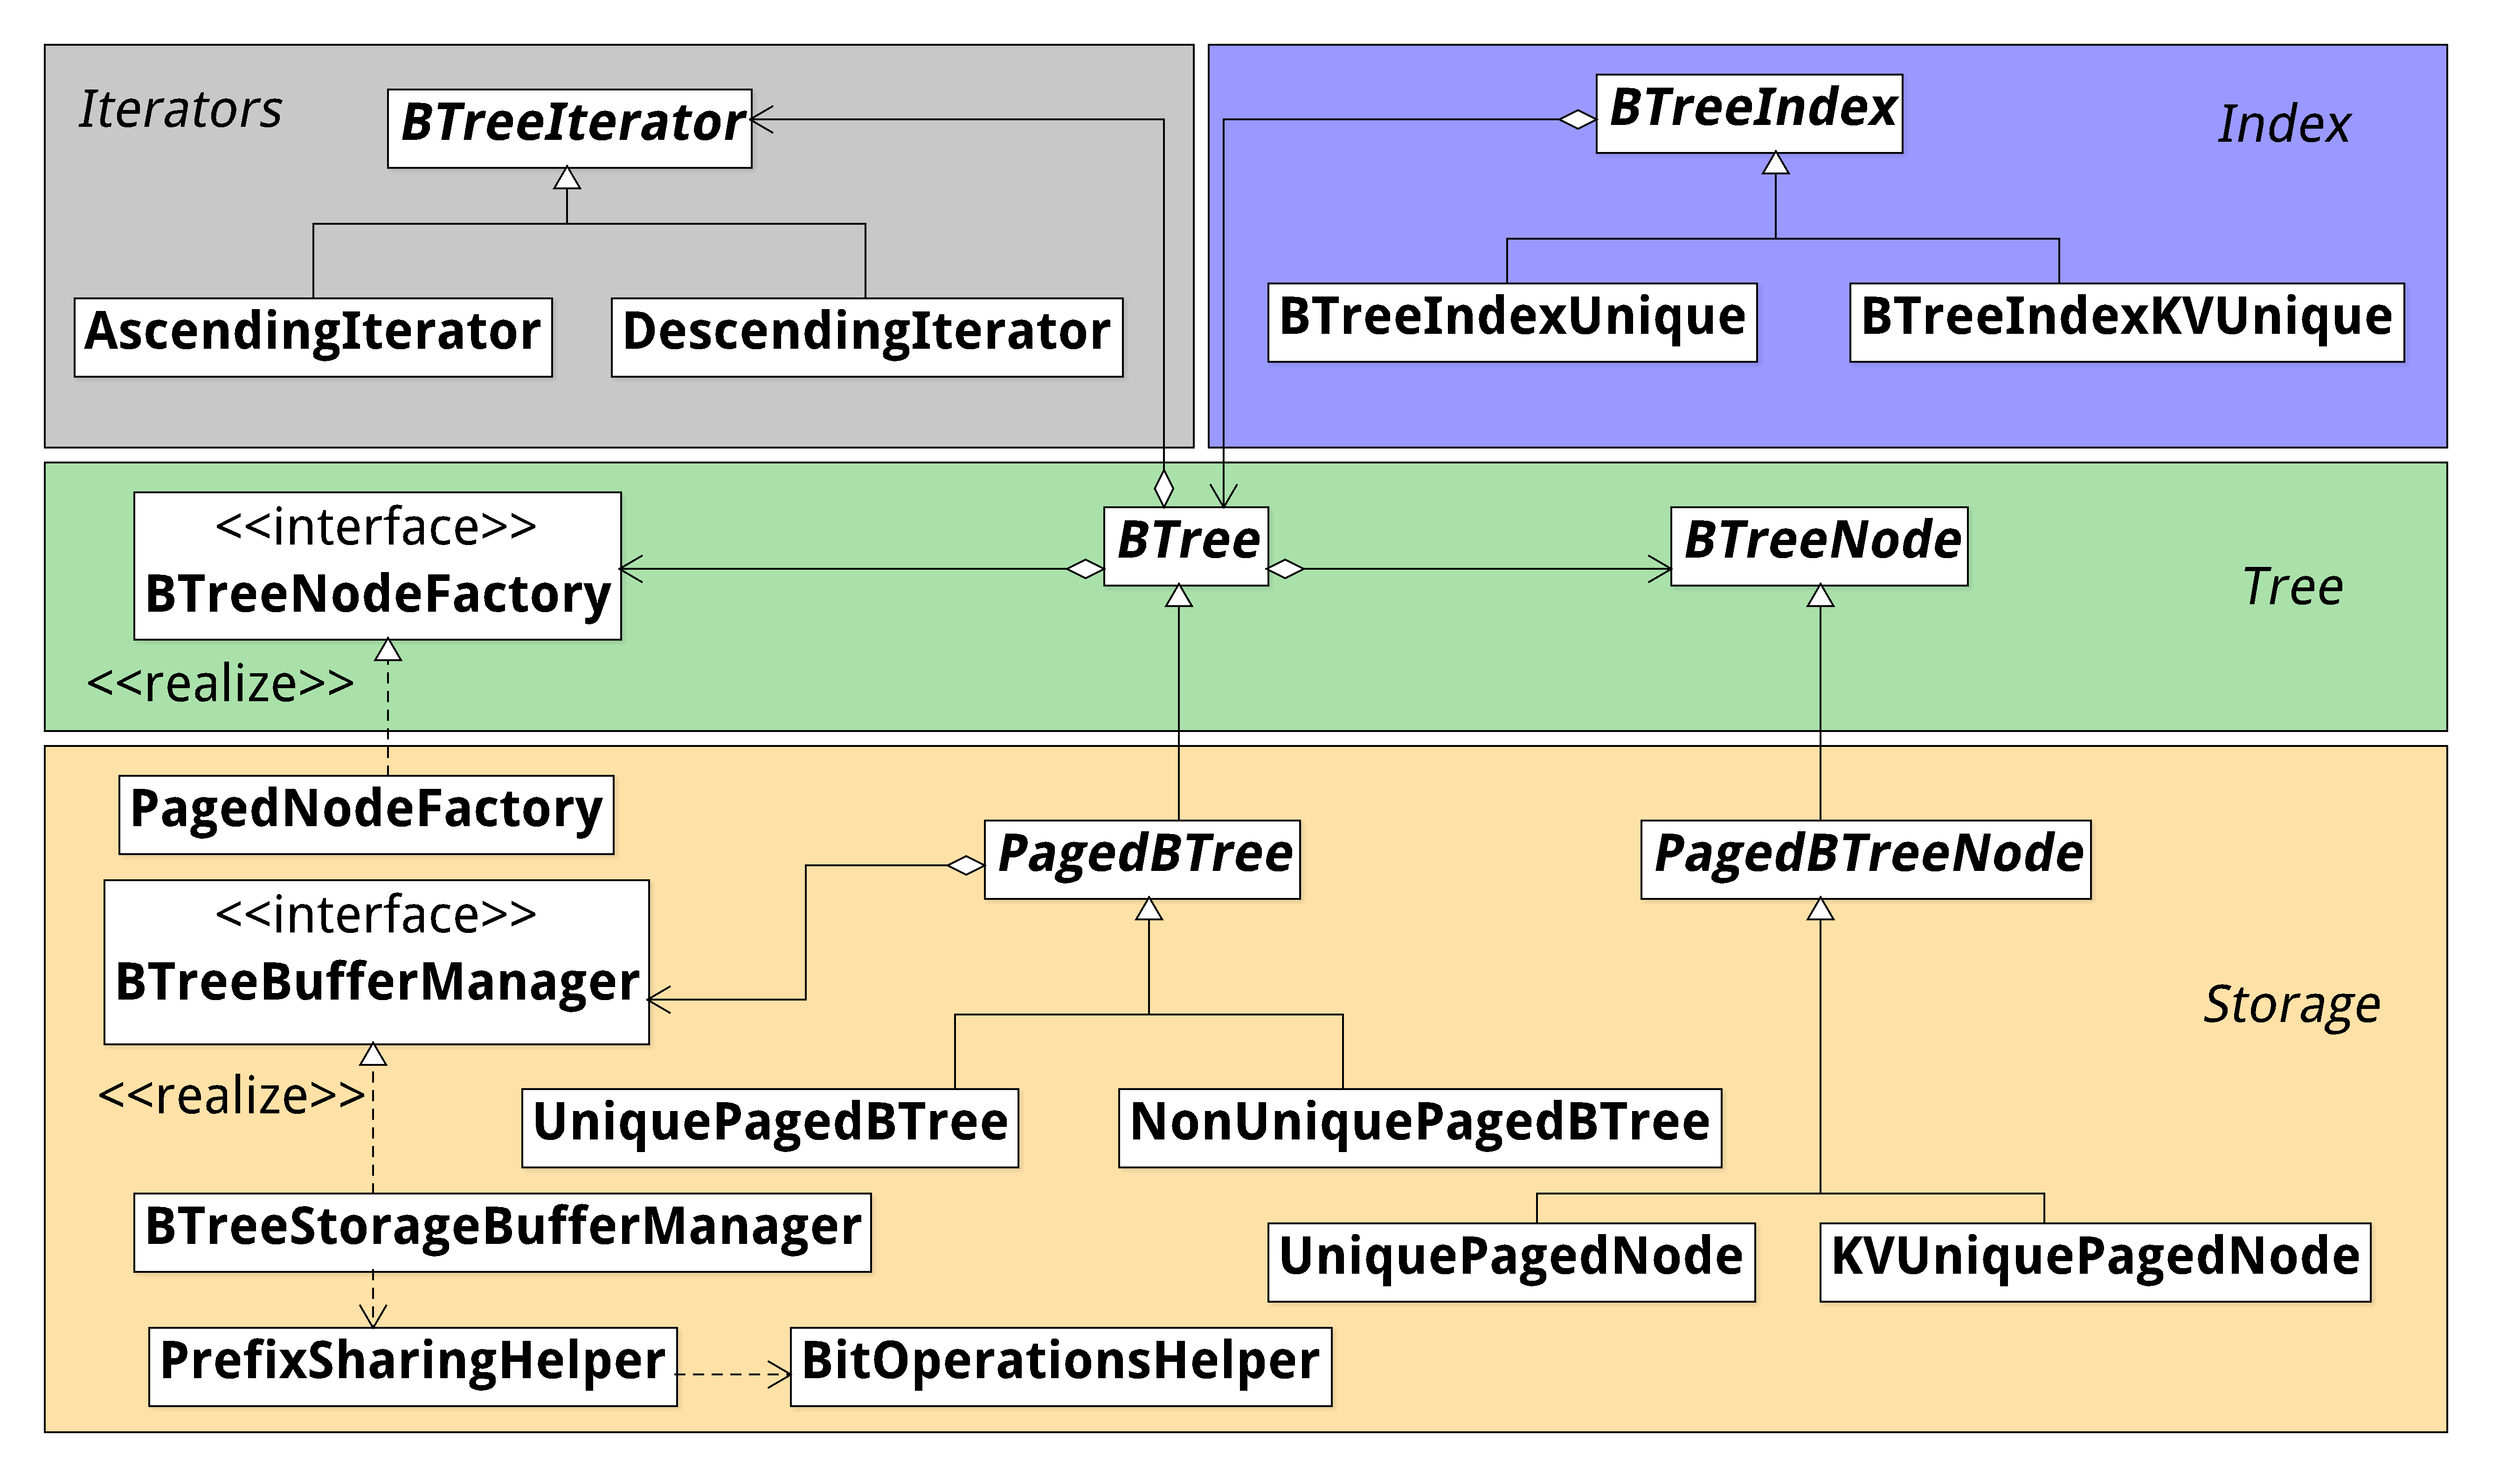 Iterators
BTreeIterator
AscendingIterator
DescendingIterator
BTreeIndex
Index
BTreeIndexUnique
BTreeIndexKVUnique
<<interface>>
BTreeNodeFactory
<<realize>>
BTree
BTreeNode
Tree
PagedNodeFactory
PagedBTree
PagedBTreeNode
<<interface>>
BTreeBufferManager
Storage
<<realize>>
UniquePagedBTree
NonUniquePagedBTree
BTreeStorageBufferManager
UniquePagedNode
KVUniquePagedNode
PrefixSharingHelper
BitOperationsHelper